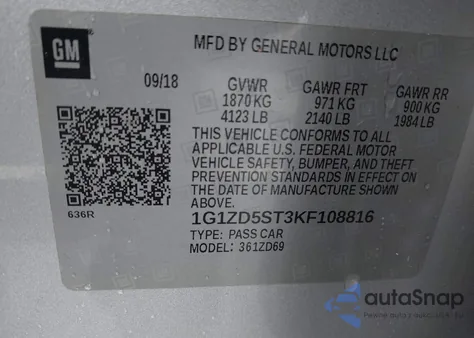 GM
MFD BY GENERAL MOTORS LLC
09/18 GVWR GAWR FRT GAWR RR
1870 KG 971 KG 900 KG
4123 LB 2140 LB 1984 LB
THIS VEHICLE CONFORMS TO ALL
APPLICABLE U.S. FEDERAL MOTOR
VEHICLE SAFETY, BUMPER, AND THEFT
PREVENTION STANDARDS IN EFFECT ON
THE DATE OF MANUFACTURE SHOWN
ABOVE.
636R
1G1ZD5ST3KF108816
TYPE: PASS CAR
MODEL: 361ZD69
autoSnap
Pewne auta z aukcji